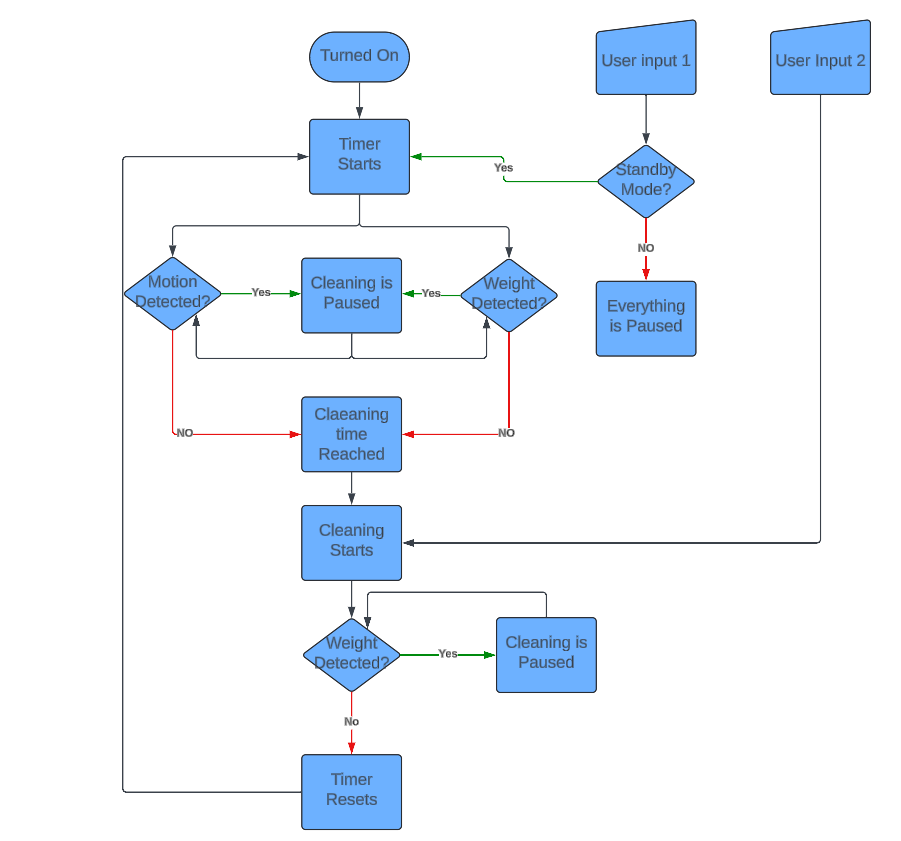 Turned On
User input 1
User Input 2
Timer
Starts
Yes
Standby
Mode?
NO
Motion
Detected?
Yes
Cleaning is
Paused
Yes
Weight
Detected?
Everything
is Paused
NO
Claeaning
time
Reached
NO
Cleaning
Starts
Weight
Detected?
Yes
Cleaning is
Paused
No
Timer
Resets